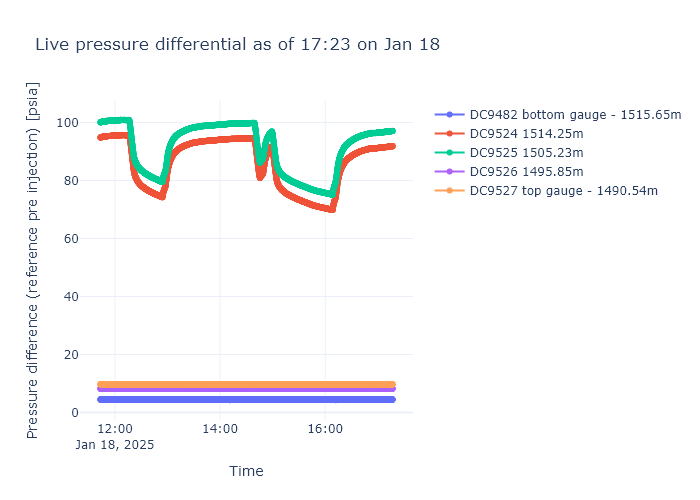 Live pressure differential as of 17:23 on Jan 18
Pressure difference (reference pre injection) [psia]
100
80
60
40
20
0
12:00
Jan 18, 2025
14:00
16:00
Time
DC9482 bottom gauge - 1515.65m
DC9524 1514.25m
DC9525 1505.23m
DC9526 1495.85m
DC9527 top gauge - 1490.54m